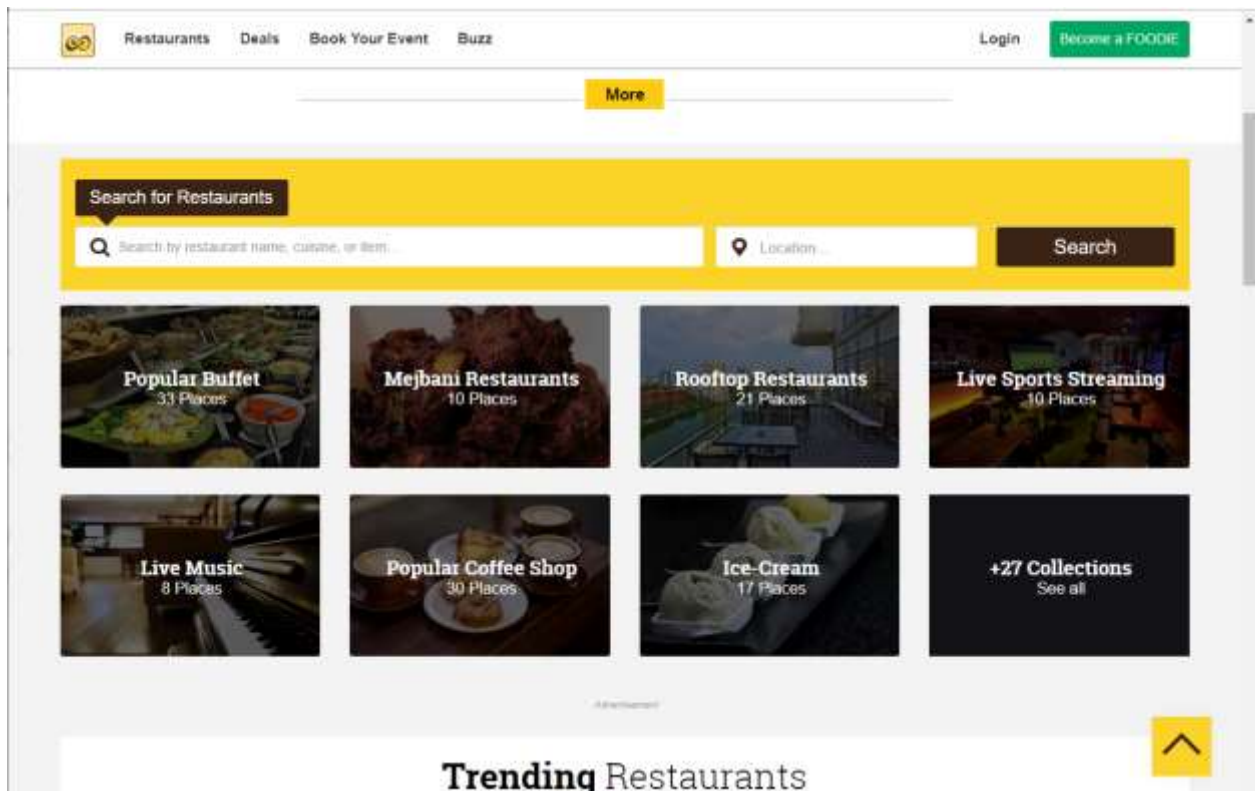 Restaurants Deals Book Your Event Buzz Login Become a FOODIE
More
Search for Restaurants
Search by restaurant name, cuisine, or item...
Location...
Search
Popular Buffet
33 Places
Mejbani Restaurants
10 Places
Rooftop Restaurants
21 Places
Live Sports Streaming
10 Places
Live Music
8 Places
Popular Coffee Shop
30 Places
Ice-Cream
17 Places
+27 Collections
See all
Advertisement
Trending Restaurants